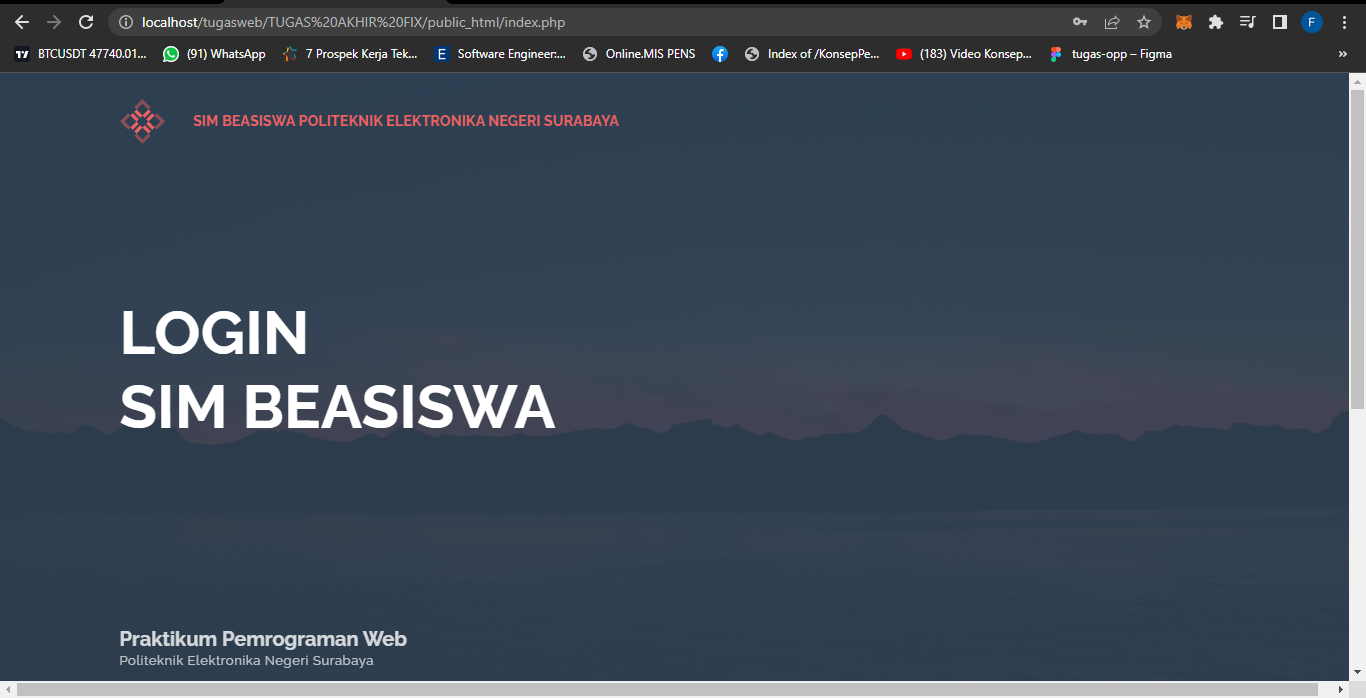 localhost/tugasweb/TUGAS%20AKHIR%20FIX/public_html/index.php
F
BTCUSDT 47740.01... (91) WhatsApp 7 Prospek Kerja Tek... E Software Engineer:... Online.MIS PENS Index of /KonsepPe... (183) Video Konsep... tugas-opp – Figma »
SIM BEASISWA POLITEKNIK ELEKTRONIKA NEGERI SURABAYA
LOGIN
SIM BEASISWA
Praktikum Pemrograman Web
Politeknik Elektronika Negeri Surabaya